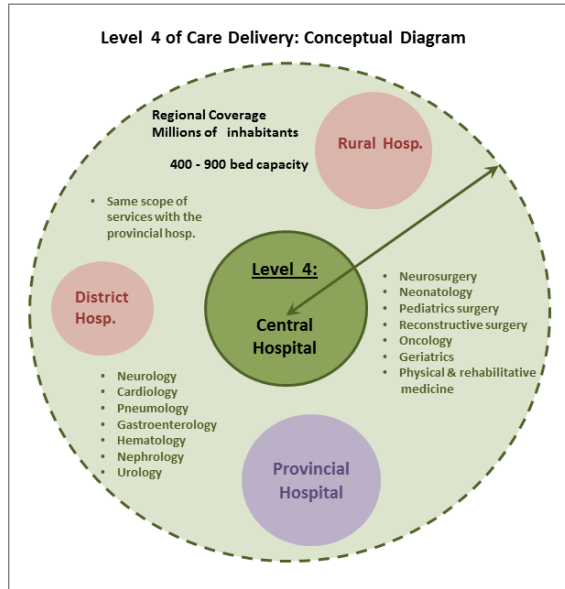 Level 4 of Care Delivery: Conceptual Diagram
Regional Coverage
Millions of inhabitants
400 - 900 bed capacity
Rural Hosp.
• Same scope of
services with the
provincial hosp.
Level 4:
Central
Hospital
District
Hosp.
• Neurosurgery
• Neonatology
• Pediatrics surgery
• Reconstructive surgery
• Oncology
• Geriatrics
• Physical & rehabilitative
medicine
• Neurology
• Cardiology
• Pneumology
• Gastroenterology
• Hematology
• Nephrology
• Urology
Provincial
Hospital